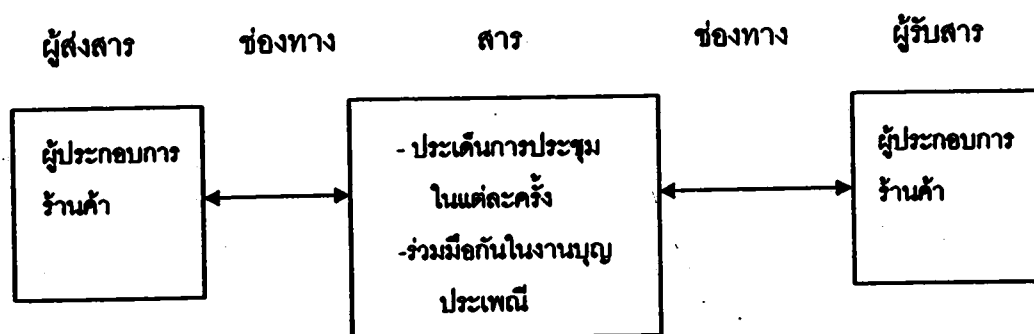 ผู้ส่งสาร ช่องทาง สาร ช่องทาง ผู้รับสาร
ผู้ประกอบการ
ร้านค้า
- ประเด็นการประชุม
ในแต่ละครั้ง
-ร่วมมือกันในงานบุญ
ประเพณี
ผู้ประกอบการ
ร้านค้า